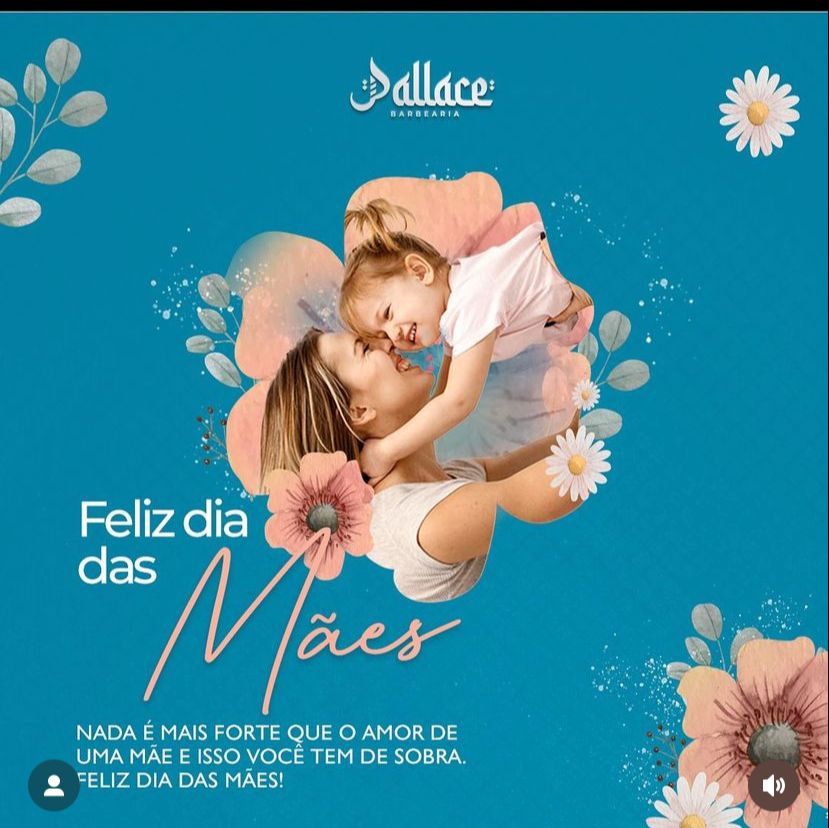 Pallace
BARBEARIA
Feliz dia
das
Mães
NADA É MAIS FORTE QUE O AMOR DE
UMA MÃE E ISSO VOCÊ TEM DE SOBRA.
FELIZ DIA DAS MÃES!